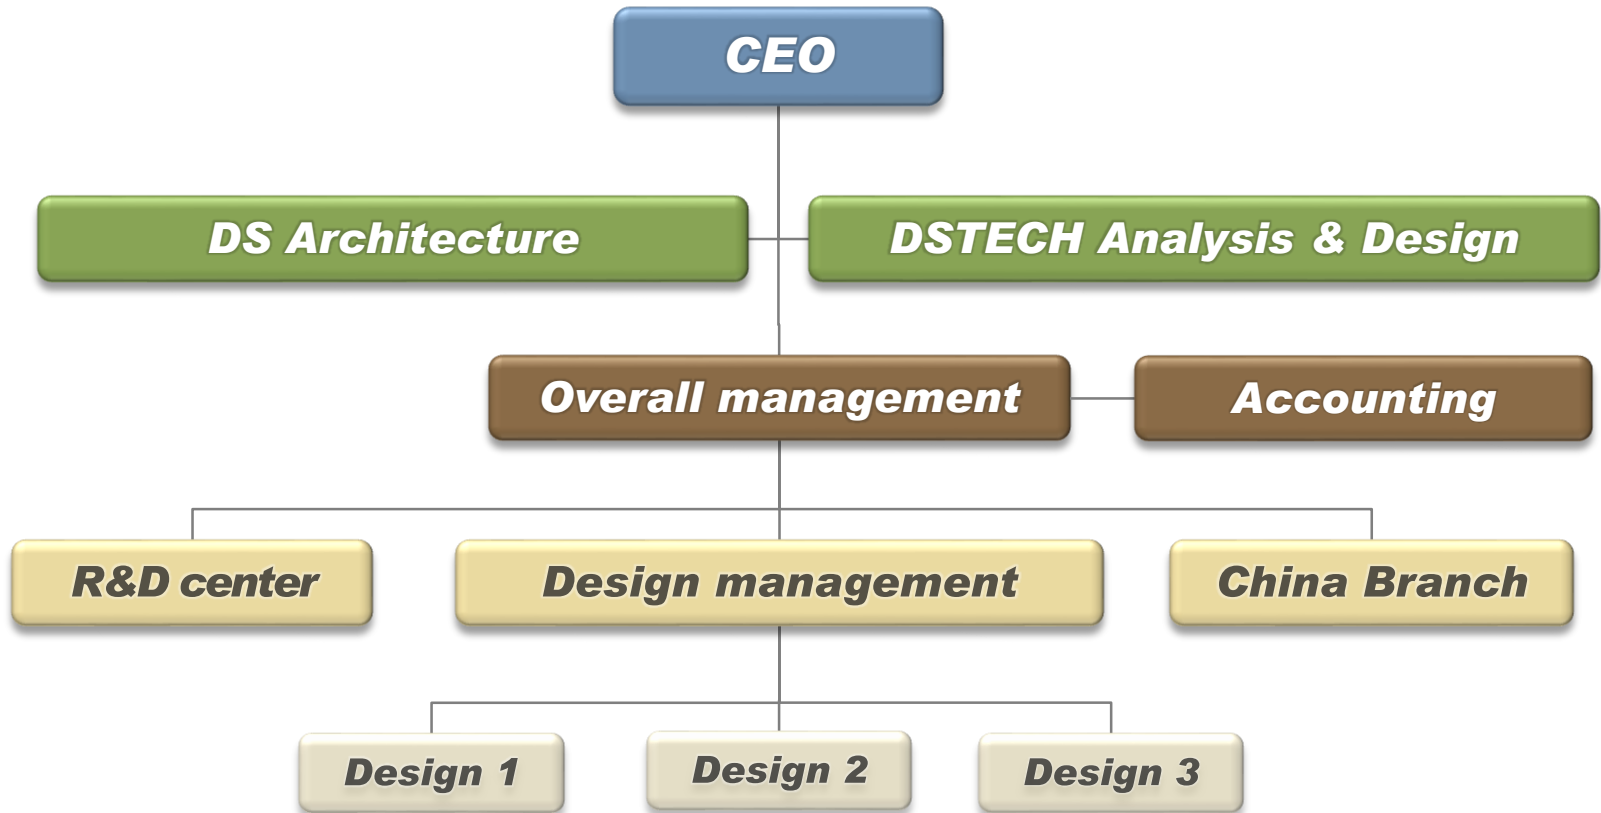 CEO
DS Architecture
DSTECH Analysis & Design
Overall management
Accounting
R&D center
Design management
China Branch
Design 1
Design 2
Design 3